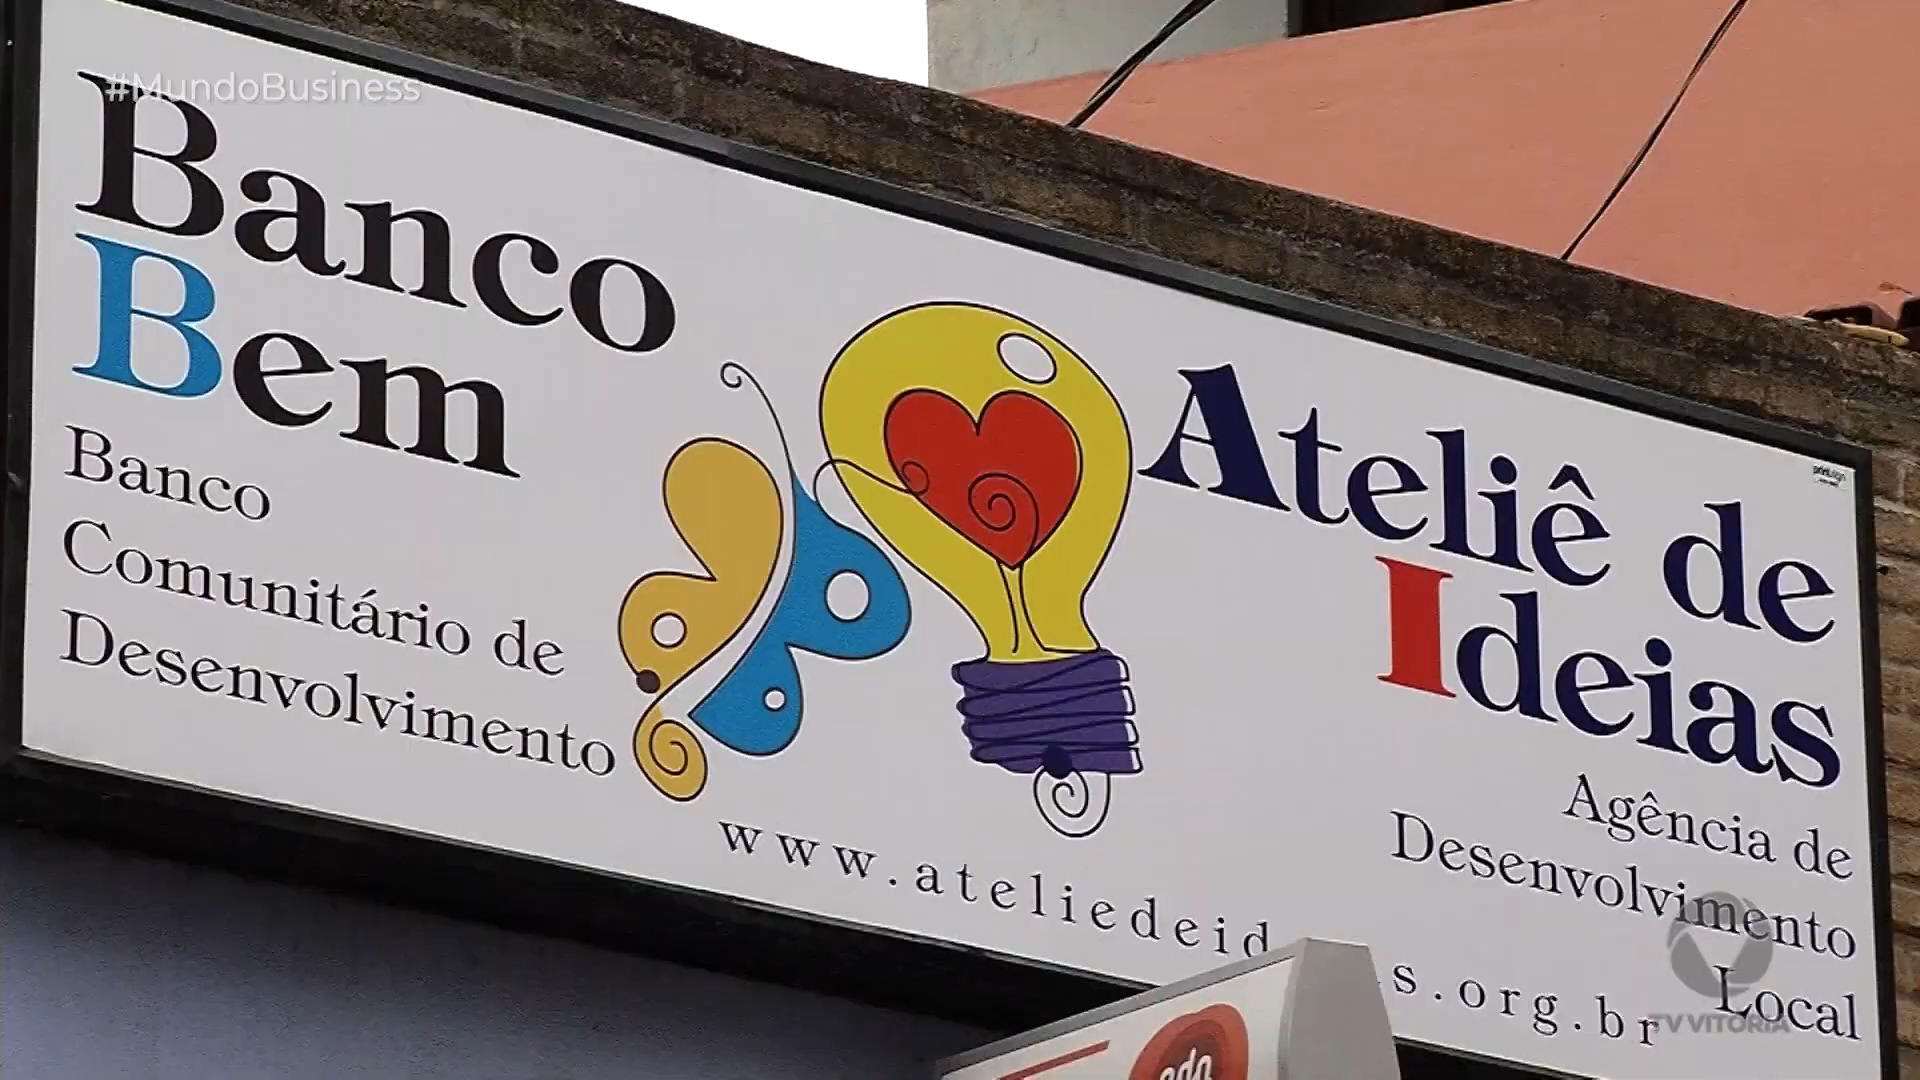 #MundoBusiness
Banco
Bem
Banco
Comunitário de
Desenvolvimento
Ateliê de
Ideias
Agência de
Desenvolvimento
Local
www.ateliedeid
s.org.br
TV VITÓRIA